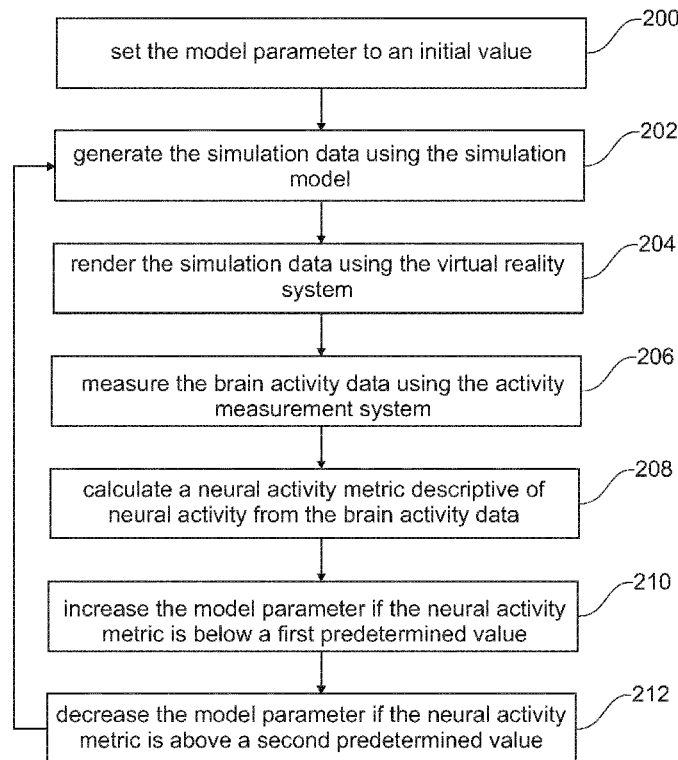 200
set the model parameter to an initial value
202
generate the simulation data using the simulation
model
204
render the simulation data using the virtual reality
system
206
measure the brain activity data using the activity
measurement system
208
calculate a neural activity metric descriptive of
neural activity from the brain activity data
210
increase the model parameter if the neural activity
metric is below a first predetermined value
212
decrease the model parameter if the neural activity
metric is above a second predetermined value